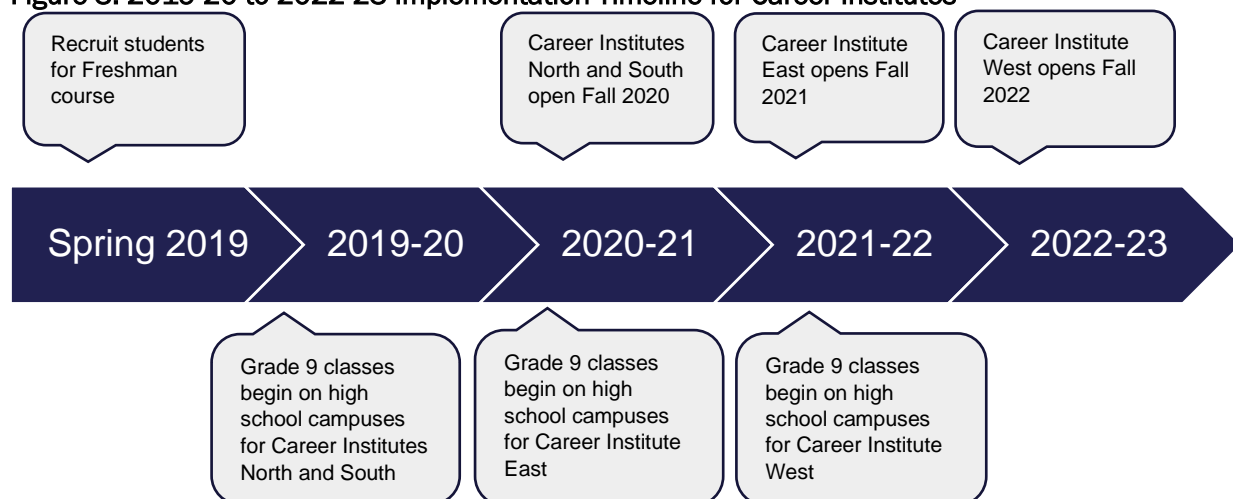 Figure 2019-20 to 2022-23 Implementation Timeline for Career Institutes
Recruit students
for Freshman
course
Career Institutes
North and South
open Fall 2020
Career Institute
East opens Fall
2021
Career Institute
West opens Fall
2022
Spring 2019
2019-20
2020-21
2021-22
2022-23
Grade 9 classes
begin on high
school campuses
for Career Institutes
North and South
Grade 9 classes
begin on high
school campuses
for Career Institute
East
Grade 9 classes
begin on high
school campuses
for Career Institute
West